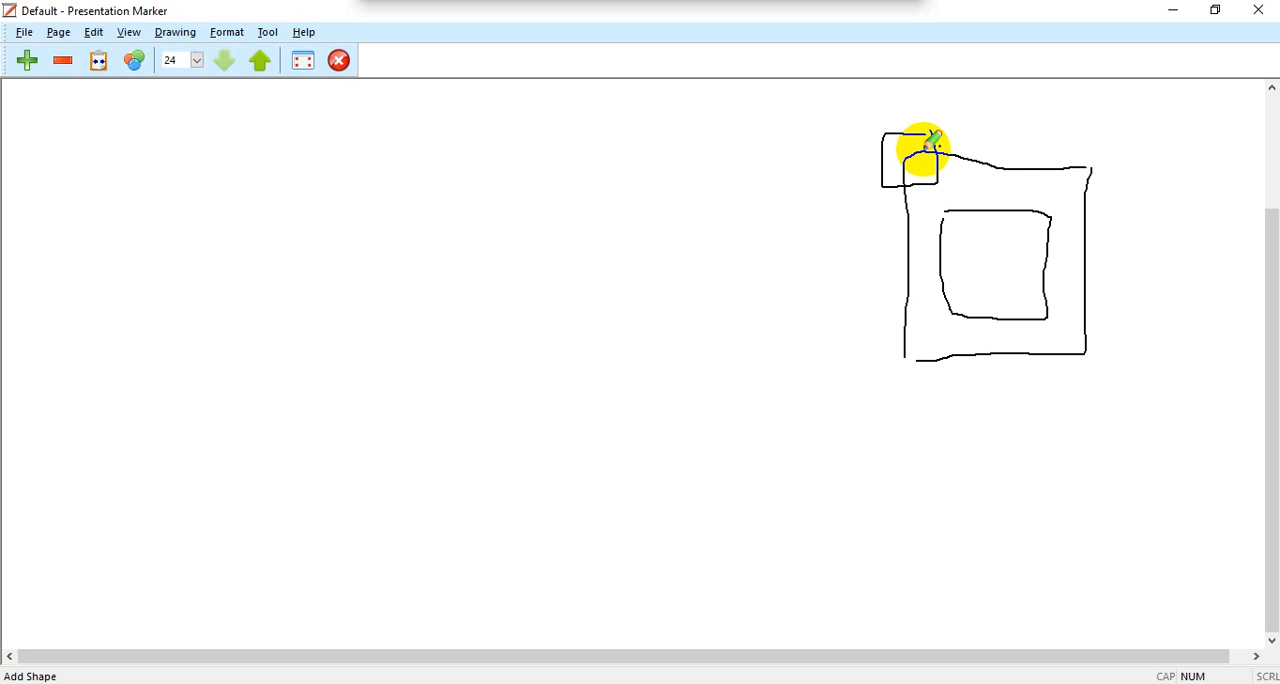 Default - Presentation Marker
File Page Edit View Drawing Format Tool Help
24
Add Shape CAP NUM SCRL